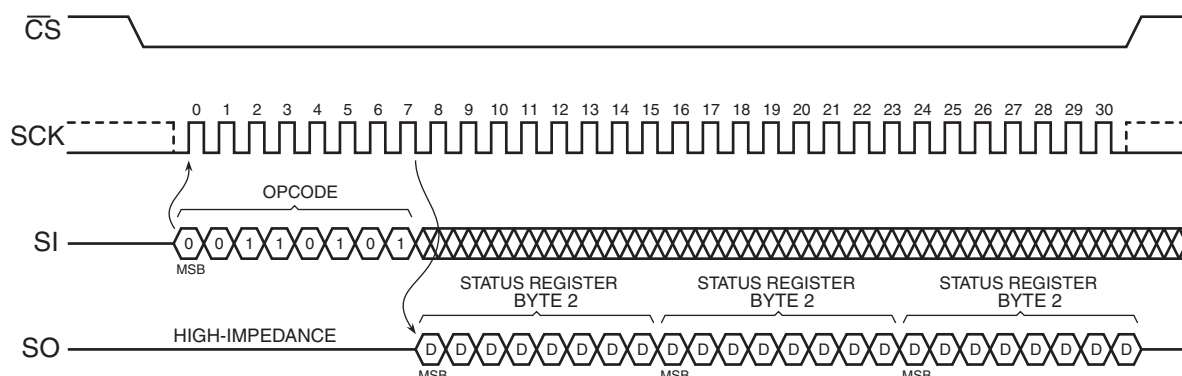 CS
SCK
0 1 2 3 4 5 6 7 8 9 10 11 12 13 14 15 16 17 18 19 20 21 22 23 24 25 26 27 28 29 30
OPCODE
SI
0 0 1 1 0 1 0 1
MSB
STATUS REGISTER BYTE 2
STATUS REGISTER BYTE 2
STATUS REGISTER BYTE 2
SO
HIGH-IMPEDANCE
D D D D D D D D D D D D D D D D D D D D D D D D
MSB MSB MSB